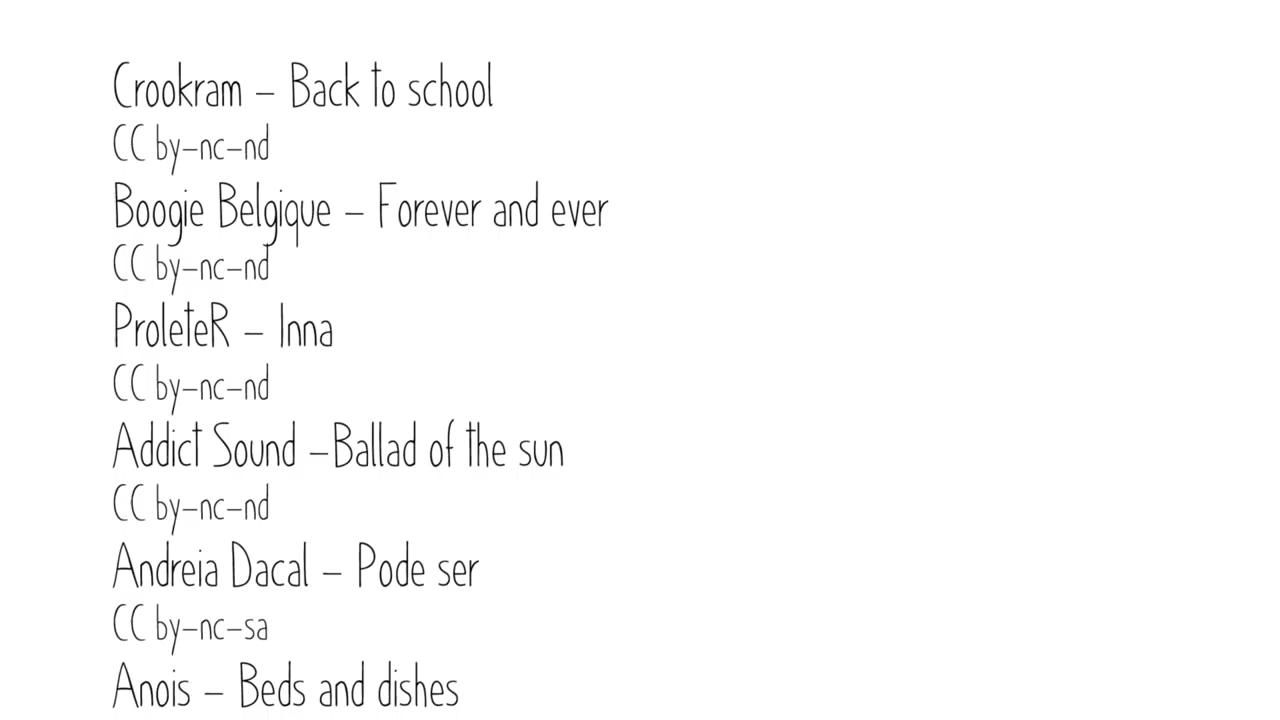 Crookram – Back to school
CC by-nc-nd
Boogie Belgique – Forever and ever
CC by-nc-nd
ProleteR – Inna
CC by-nc-nd
Addict Sound –Ballad of the sun
CC by-nc-nd
Andreia Dacal – Pode ser
CC by-nc-sa
Anois – Beds and dishes